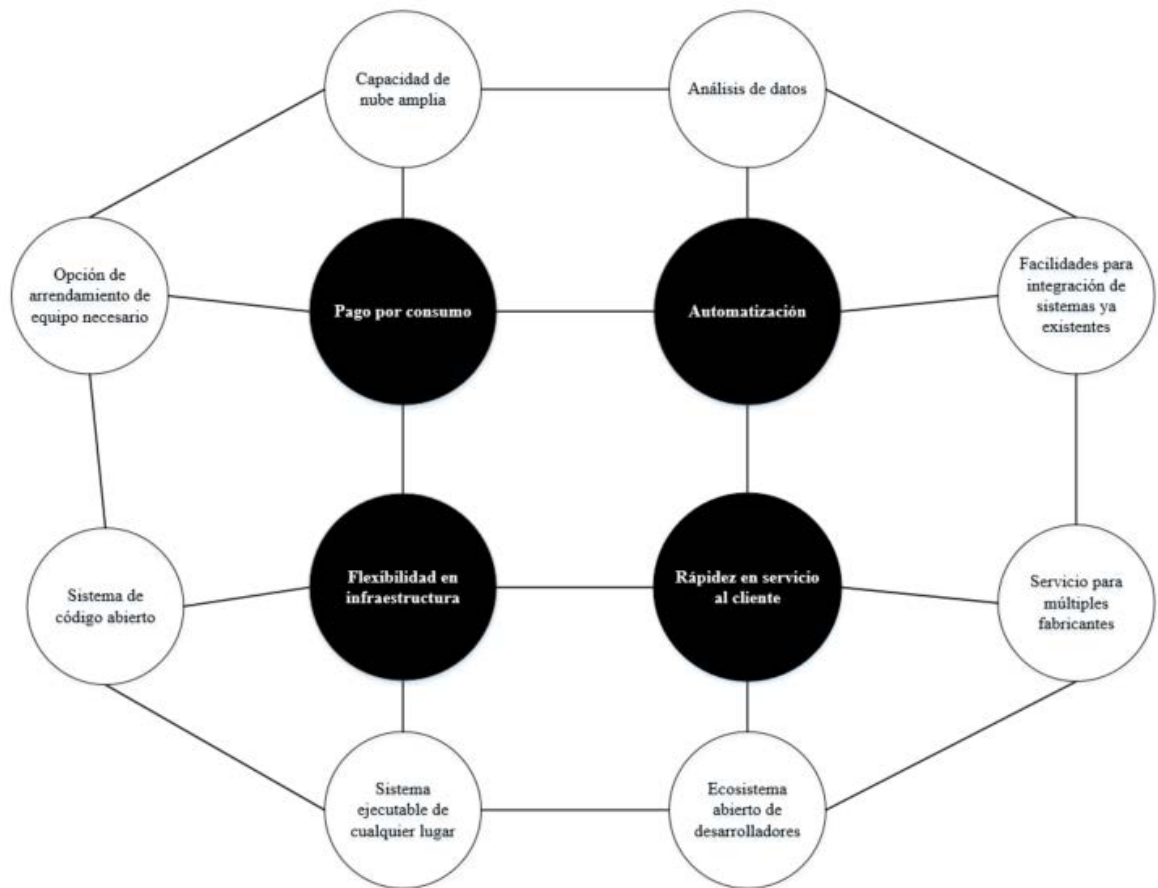 Capacidad de
nube amplia
Análisis de datos
Opción de
arrendamiento de
equipo necesario
Pago por consumo
Automatización
Facilidades para
integración de
sistemas ya
existentes
Sistema de
código abierto
Flexibilidad en
infraestructura
Rápidez en servicio
al cliente
Servicio para
múltiples
fabricantes
Sistema
ejecutable de
cualquier lugar
Ecosistema
abierto de
desarrolladores